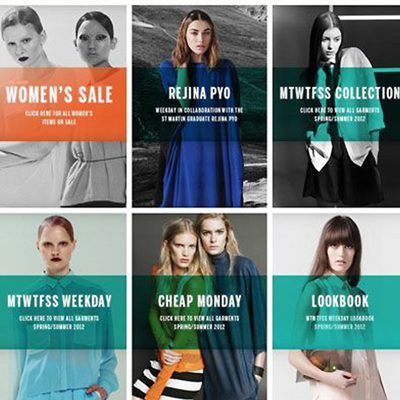 WOMEN'S SALE
CLICK HERE FOR ALL WOMEN'S
ITEMS ON SALE
REJINA PYO
WEEKDAY IN COLLABORATION WITH THE
ST MARTIN GRADUATE REJINA PYO
MTWTFSS COLLECTION
CLICK HERE TO VIEW ALL GARMENTS
SPRING/SUMMER 2012
MTWTFSS WEEKDAY
CLICK HERE TO VIEW ALL GARMENTS
SPRING/SUMMER 2012
CHEAP MONDAY
CLICK HERE TO VIEW ALL GARMENTS
SPRING/SUMMER 2012
LOOKBOOK
MTWTFSS WEEKDAY LOOKBOOK
SPRING/SUMMER 2012